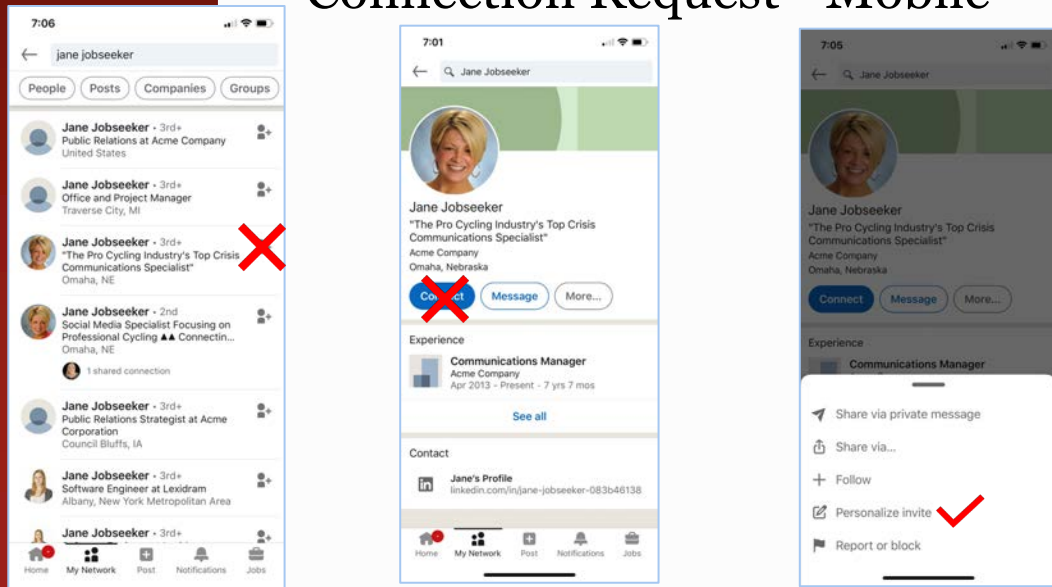 Connection Request - Mobile
7:06
jane jobseeker
People
Posts
Companies
Groups
Jane Jobseeker • 3rd+
Public Relations at Acme Company
United States
Jane Jobseeker • 3rd+
Office and Project Manager
Traverse City, MI
Jane Jobseeker • 3rd+
"The Pro Cycling Industry's Top Crisis
Communications Specialist"
Omaha, NE
Jane Jobseeker • 2nd
Social Media Specialist Focusing on
Professional Cycling ▲▲ Connectin...
Omaha, NE
1 shared connection
Jane Jobseeker • 3rd+
Public Relations Strategist at Acme
Corporation
Council Bluffs, IA
Jane Jobseeker • 3rd+
Software Engineer at Lexidram
Albany, New York Metropolitan Area
Jane Jobseeker • 3rd+
Home
My Network
Post
Notifications
Jobs
7:01
Jane Jobseeker
Jane Jobseeker
"The Pro Cycling Industry's Top Crisis
Communications Specialist"
Acme Company
Omaha, Nebraska
Connect
Message
More...
Experience
Communications Manager
Acme Company
Apr 2013 - Present - 7 yrs 7 mos
See all
Contact
in
Jane's Profile
linkedin.com/in/jane-jobseeker-083b46138
Home
My Network
Post
Notifications
Jobs
7:05
Jane Jobseeker
Jane Jobseeker
"The Pro Cycling Industry's Top Crisis
Communications Specialist"
Acme Company
Omaha, Nebraska
Connect
Message
More...
Experience
Communications Manager
Share via private message
Share via...
Follow
Personalize invite
Report or block